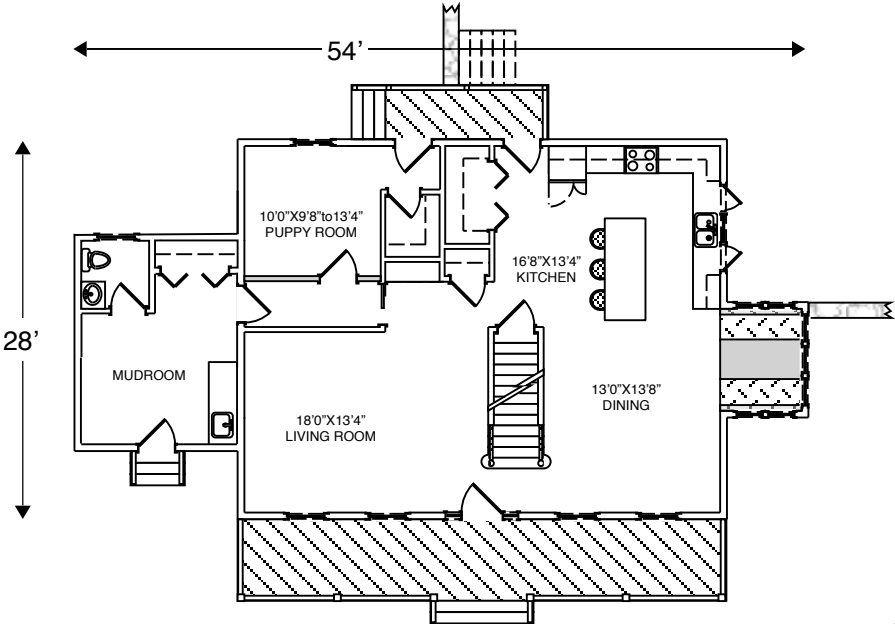 54’
10’0”X9’8”to13’4”
PUPPY ROOM
16’8”X13’4”
KITCHEN
28’
MUDROOM
13’0”X13’8”
DINING
18’0”X13’4”
LIVING ROOM